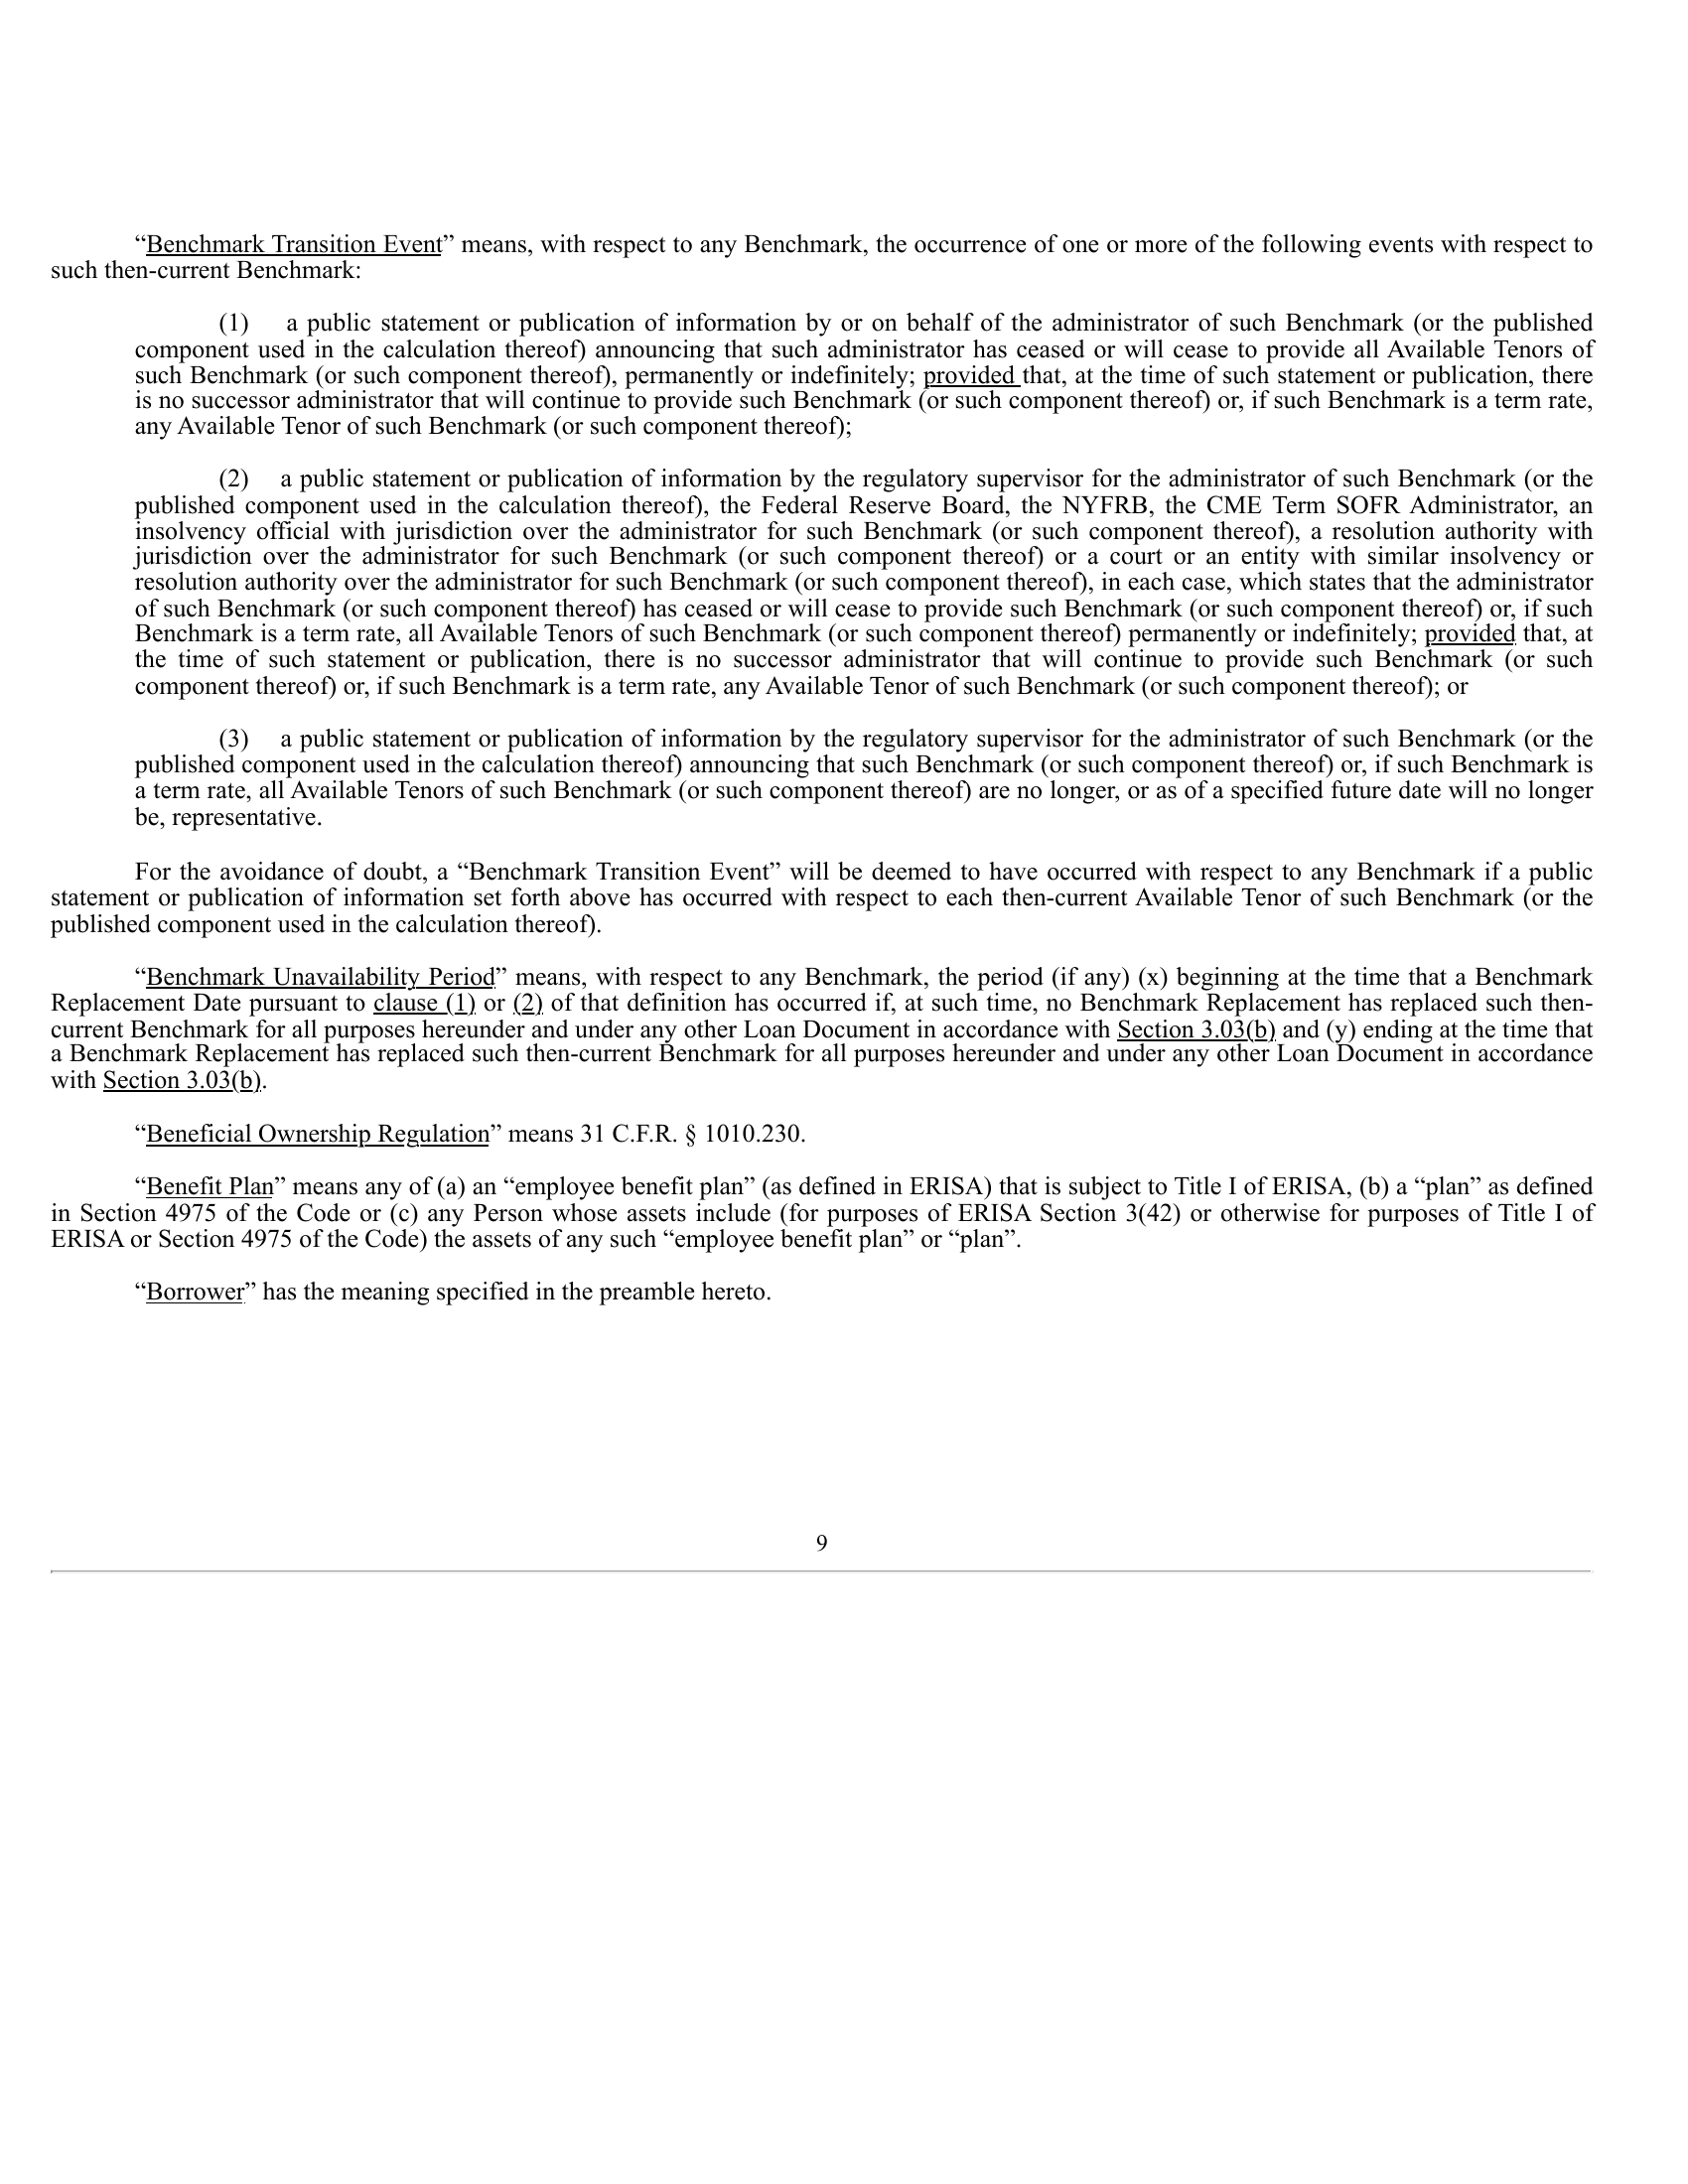 “Benchmark Transition Event” means, with respect to any Benchmark, the occurrence of one or more of the following events with respect to
such then-current Benchmark:
(1) a public statement or publication of information by or on behalf of the administrator of such Benchmark (or the published
component used in the calculation thereof) announcing that such administrator has ceased or will cease to provide all Available Tenors of
such Benchmark (or such component thereof), permanently or indefinitely; provided that, at the time of such statement or publication, there
is no successor administrator that will continue to provide such Benchmark (or such component thereof) or, if such Benchmark is a term rate,
any Available Tenor of such Benchmark (or such component thereof);
(2) a public statement or publication of information by the regulatory supervisor for the administrator of such Benchmark (or the
published component used in the calculation thereof), the Federal Reserve Board, the NYFRB, the CME Term SOFR Administrator, an
insolvency official with jurisdiction over the administrator for such Benchmark (or such component thereof), a resolution authority with
jurisdiction over the administrator for such Benchmark (or such component thereof) or a court or an entity with similar insolvency or
resolution authority over the administrator for such Benchmark (or such component thereof), in each case, which states that the administrator
of such Benchmark (or such component thereof) has ceased or will cease to provide such Benchmark (or such component thereof) or, if such
Benchmark is a term rate, all Available Tenors of such Benchmark (or such component thereof) permanently or indefinitely; provided that, at
the time of such statement or publication, there is no successor administrator that will continue to provide such Benchmark (or such
component thereof) or, if such Benchmark is a term rate, any Available Tenor of such Benchmark (or such component thereof); or
(3) a public statement or publication of information by the regulatory supervisor for the administrator of such Benchmark (or the
published component used in the calculation thereof) announcing that such Benchmark (or such component thereof) or, if such Benchmark is
a term rate, all Available Tenors of such Benchmark (or such component thereof) are no longer, or as of a specified future date will no longer
be, representative.
For the avoidance of doubt, a “Benchmark Transition Event” will be deemed to have occurred with respect to any Benchmark if a public
statement or publication of information set forth above has occurred with respect to each then-current Available Tenor of such Benchmark (or the
published component used in the calculation thereof).
“Benchmark Unavailability Period” means, with respect to any Benchmark, the period (if any) (x) beginning at the time that a Benchmark
Replacement Date pursuant to clause (1) or (2) of that definition has occurred if, at such time, no Benchmark Replacement has replaced such then-
current Benchmark for all purposes hereunder and under any other Loan Document in accordance with Section 3.03(b) and (y) ending at the time that
a Benchmark Replacement has replaced such then-current Benchmark for all purposes hereunder and under any other Loan Document in accordance
with Section 3.03(b).
“Beneficial Ownership Regulation” means 31 C.F.R. § 1010.230.
“Benefit Plan” means any of (a) an “employee benefit plan” (as defined in ERISA) that is subject to Title I of ERISA, (b) a “plan” as defined
in Section 4975 of the Code or (c) any Person whose assets include (for purposes of ERISA Section 3(42) or otherwise for purposes of Title I of
ERISA or Section 4975 of the Code) the assets of any such “employee benefit plan” or “plan”.
“Borrower” has the meaning specified in the preamble hereto.
9